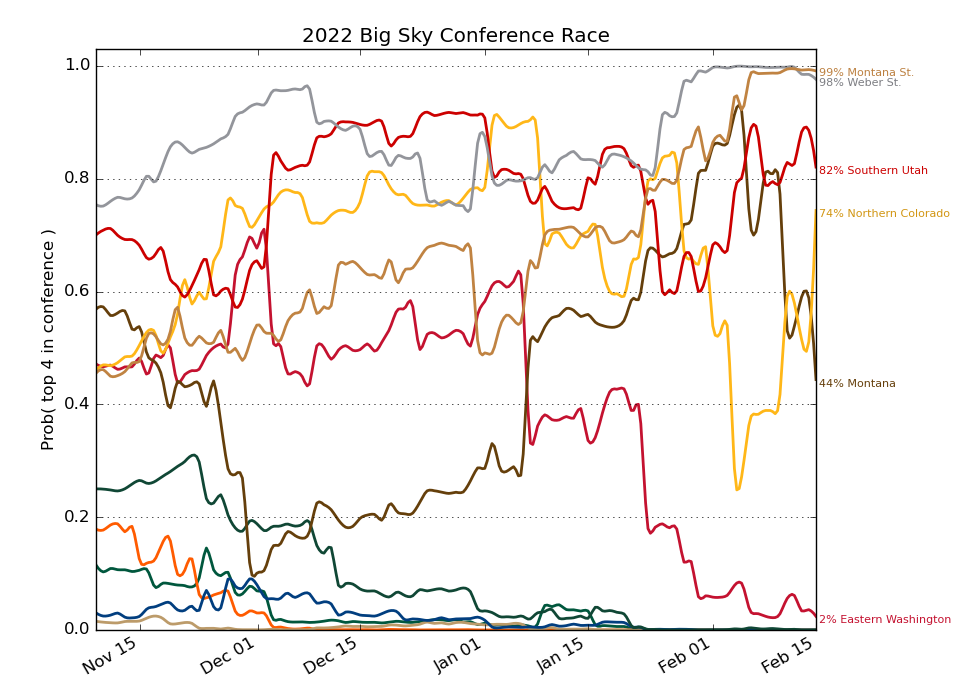 2022 Big Sky Conference Race
Prob( top 4 in conference )
1.0
0.8
0.6
0.4
0.2
0.0
Nov 15
Dec 01
Dec 15
Jan 01
Jan 15
Feb 01
Feb 15
99% Montana St.
98% Weber St.
82% Southern Utah
74% Northern Colorado
44% Montana
2% Eastern Washington